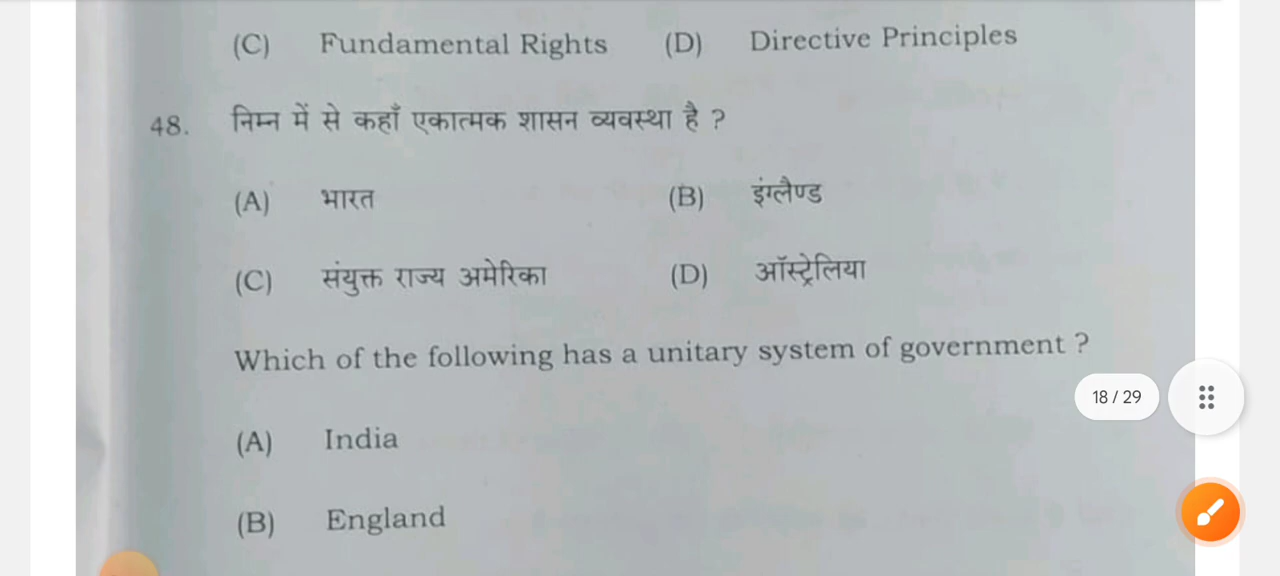 (C) Fundamental Rights (D) Directive Principles
48. निम्न में से कहाँ एकात्मक शासन व्यवस्था है ?
(A) भारत (B) इंग्लैण्ड
(C) संयुक्त राज्य अमेरिका (D) ऑस्ट्रेलिया
Which of the following has a unitary system of government ?
18 / 29
(A) India
(B) England